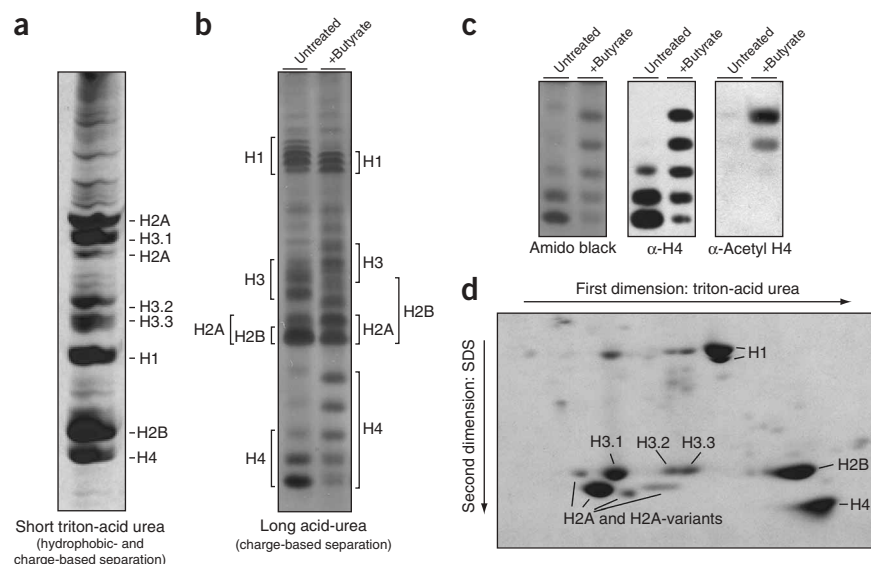 a
H2A
H3.1
H2A
H3.2
H3.3
H1
H2B
H4
Short triton-acid urea
(hydrophobic- and
charge-based separation)
b
Untreated
+Butyrate
H1
H1
H3
H3
H2B
H2A
H2B
H2A
H4
H4
Long acid-urea
(charge-based separation)
c
Untreated
+Butyrate
Untreated
+Butyrate
Untreated
+Butyrate
Amido black
α-H4
α-Acetyl H4
d
First dimension: triton-acid urea
Second dimension: SDS
H1
H3.1
H3.2
H3.3
H2B
H4
H2A and H2A-variants